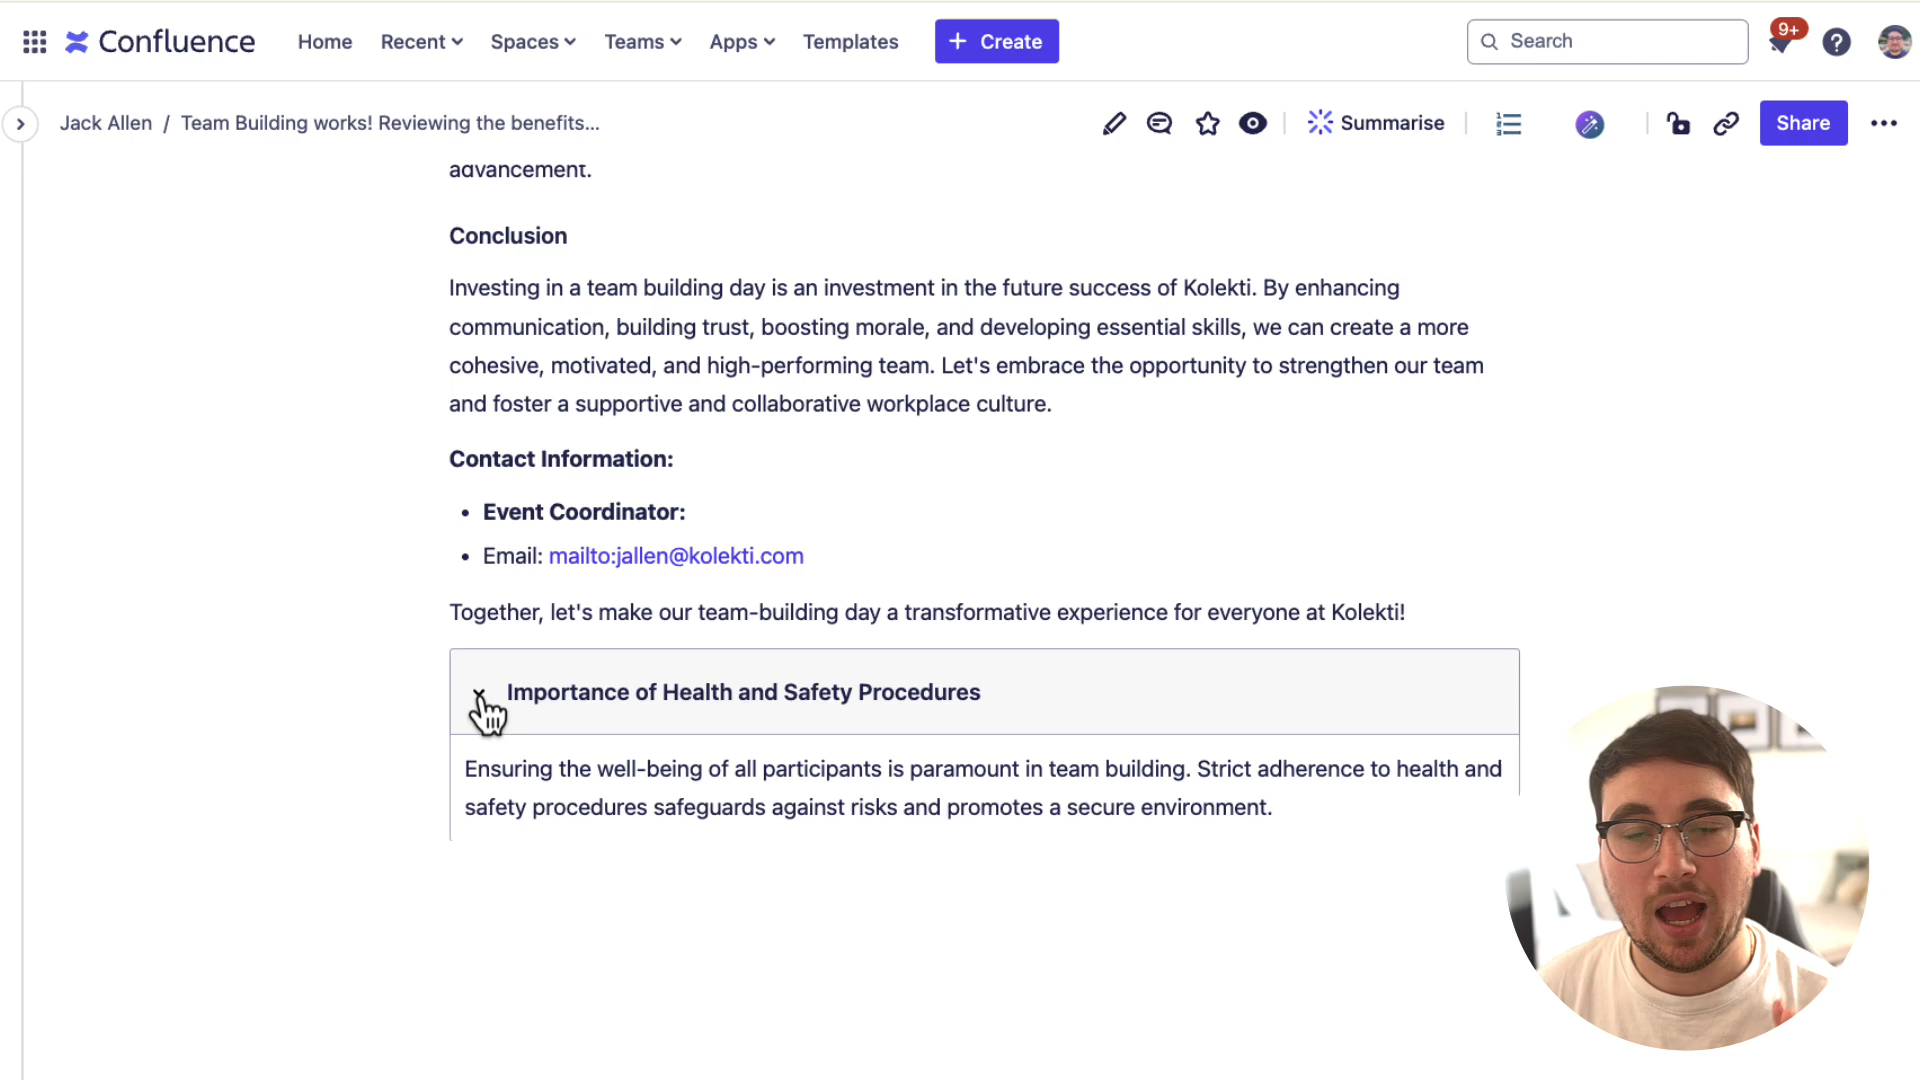 Confluence Home Recent Spaces Teams Apps Templates + Create Search 9+ ?
Jack Allen / Team Building works! Reviewing the benefits... Summarise Share
advancement.
Conclusion
Investing in a team building day is an investment in the future success of Kolekti. By enhancing
communication, building trust, boosting morale, and developing essential skills, we can create a more
cohesive, motivated, and high-performing team. Let's embrace the opportunity to strengthen our team
and foster a supportive and collaborative workplace culture.
Contact Information:
• Event Coordinator:
• Email: mailto:jallen@kolekti.com
Together, let's make our team-building day a transformative experience for everyone at Kolekti!
Importance of Health and Safety Procedures
Ensuring the well-being of all participants is paramount in team building. Strict adherence to health and
safety procedures safeguards against risks and promotes a secure environment.